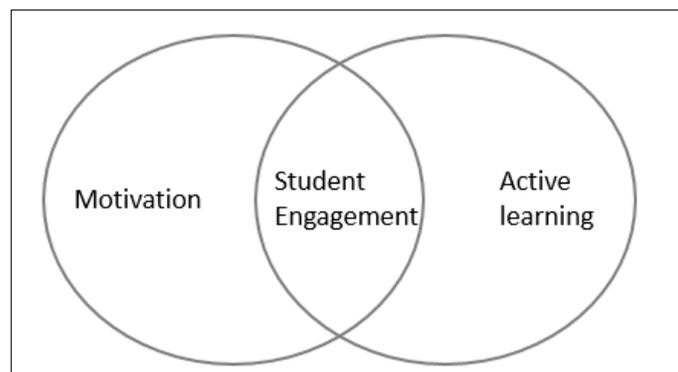 Motivation
Student
Engagement
Active
learning